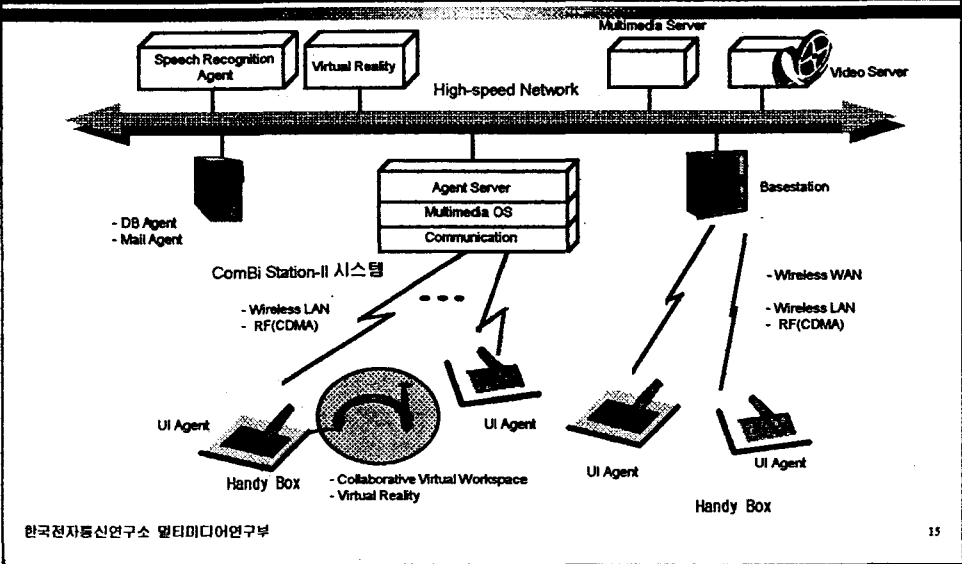 Multimedia Server
Speech Recognition
Agent
Virtual Reality
Video Server
High-speed Network
Agent Server
Multimedia OS
Communication
Basestation
- DB Agent
- Mail Agent
ComBi Station-II 시스템
- Wireless LAN
- RF(CDMA)
- Wireless WAN
- Wireless LAN
- RF(CDMA)
UI Agent
UI Agent
UI Agent
UI Agent
Handy Box
- Collaborative Virtual Workspace
- Virtual Reality
Handy Box
한국전자통신연구소 멀티미디어연구부
15